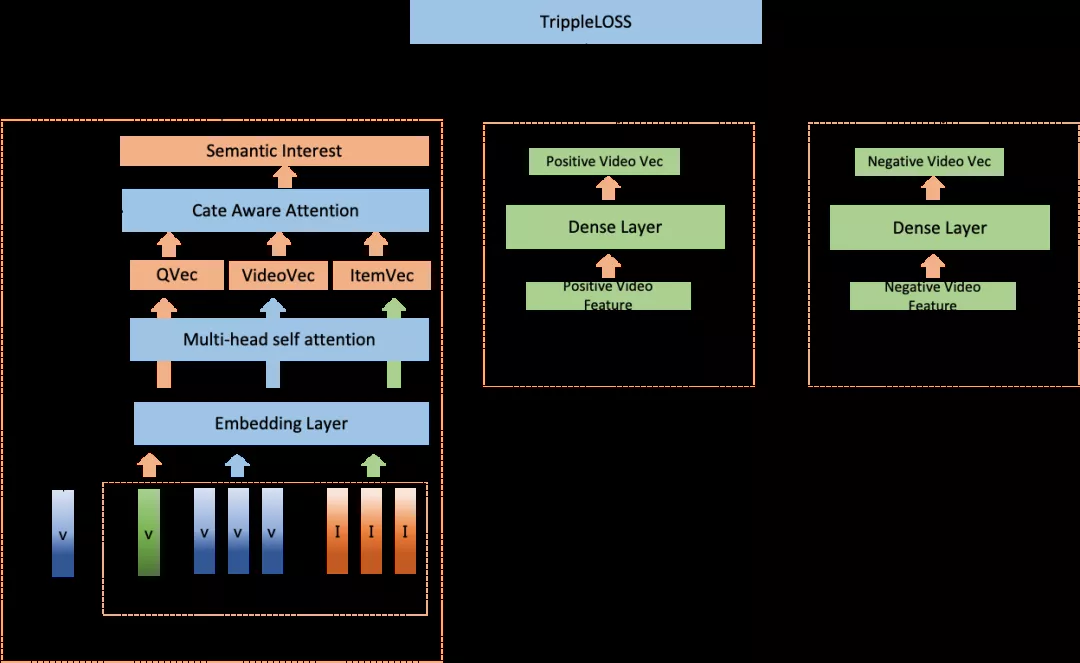 TrippleLOSS
Semantic Interest
Cate Aware Attention
QVec
VideoVec
ItemVec
Multi-head self attention
Embedding Layer
v
v
v
v
v
I
I
I
Positive Video Vec
Dense Layer
Positive Video
Feature
Negative Video Vec
Dense Layer
Negative Video
Feature